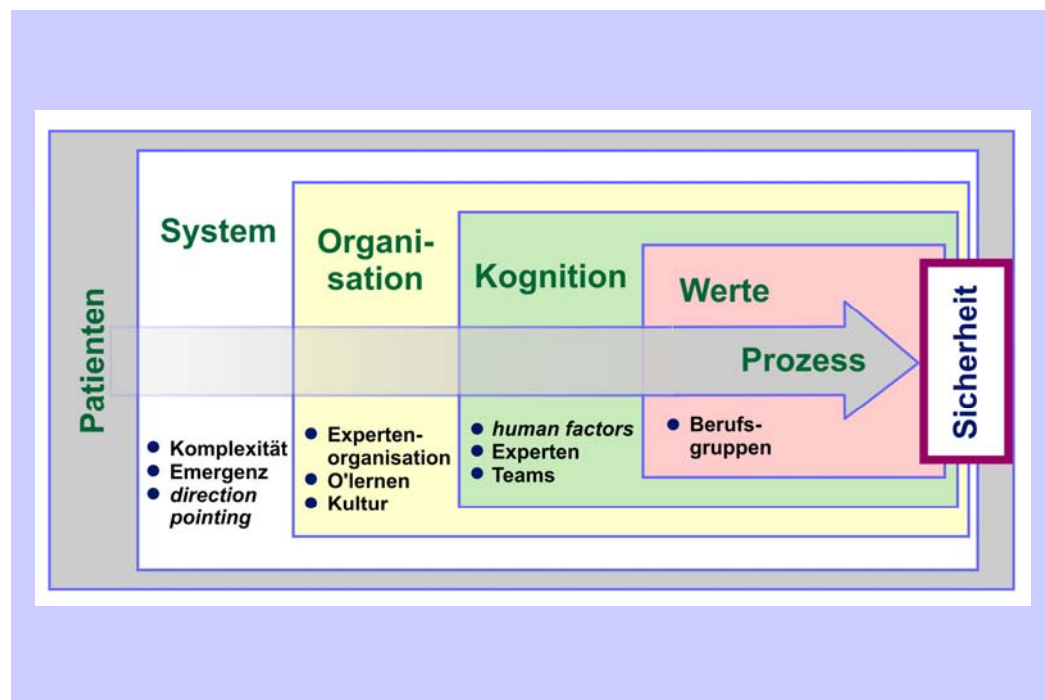 Patienten
System
Komplexität
Emergenz
direction
pointing
Organi-
sation
Experten-
organisation
O'lernen
Kultur
Kognition
human factors
Experten
Teams
Werte
Berufs-
gruppen
Prozess
Sicherheit